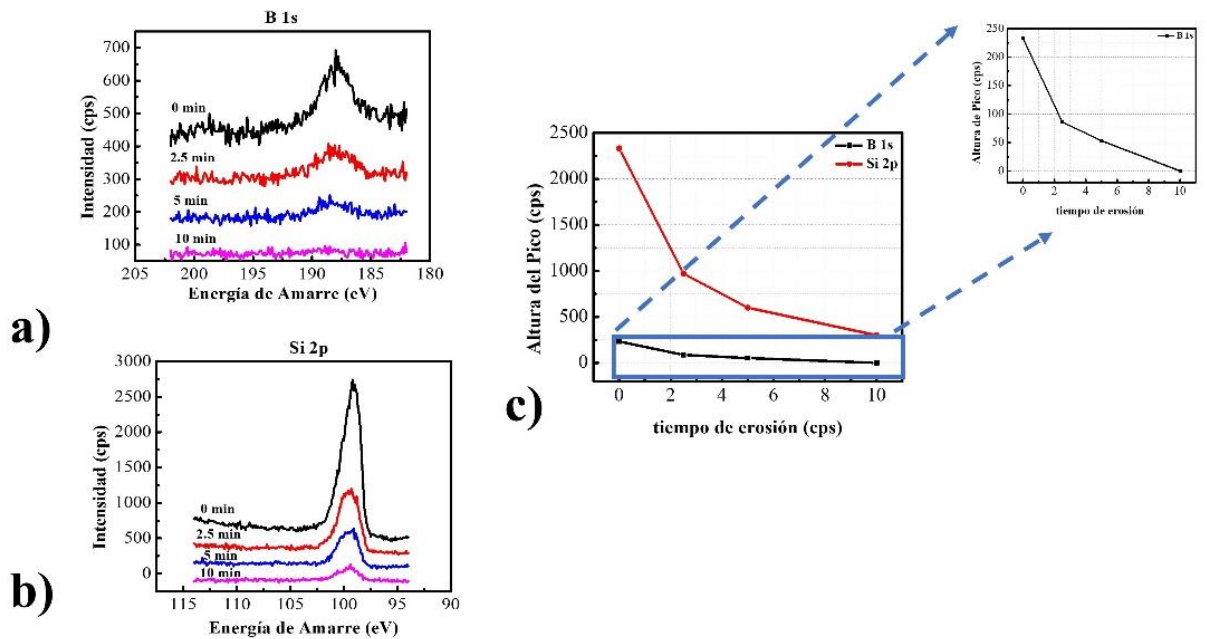 B 1s
a)
700
600
500
400
300
200
100
0 min
2.5 min
5 min
10 min
Intensidad (cps)
205 200 195 190 185 180
Energía de Amarre (eV)
b)
Si 2p
3000
2500
2000
1500
1000
500
0
0 min
2.5 min
5 min
10 min
Intensidad (cps)
115 110 105 100 95 90
Energía de Amarre (eV)
c)
2500
2000
1500
1000
500
0
B 1s
Si 2p
Altura del Pico (cps)
0 2 4 6 8 10
tiempo de erosión (cps)
250
200
150
100
50
0
B 1s
Altura de Pico (cps)
0 1 2 3 4 5 6 7 8 9 10
tiempo de erosión